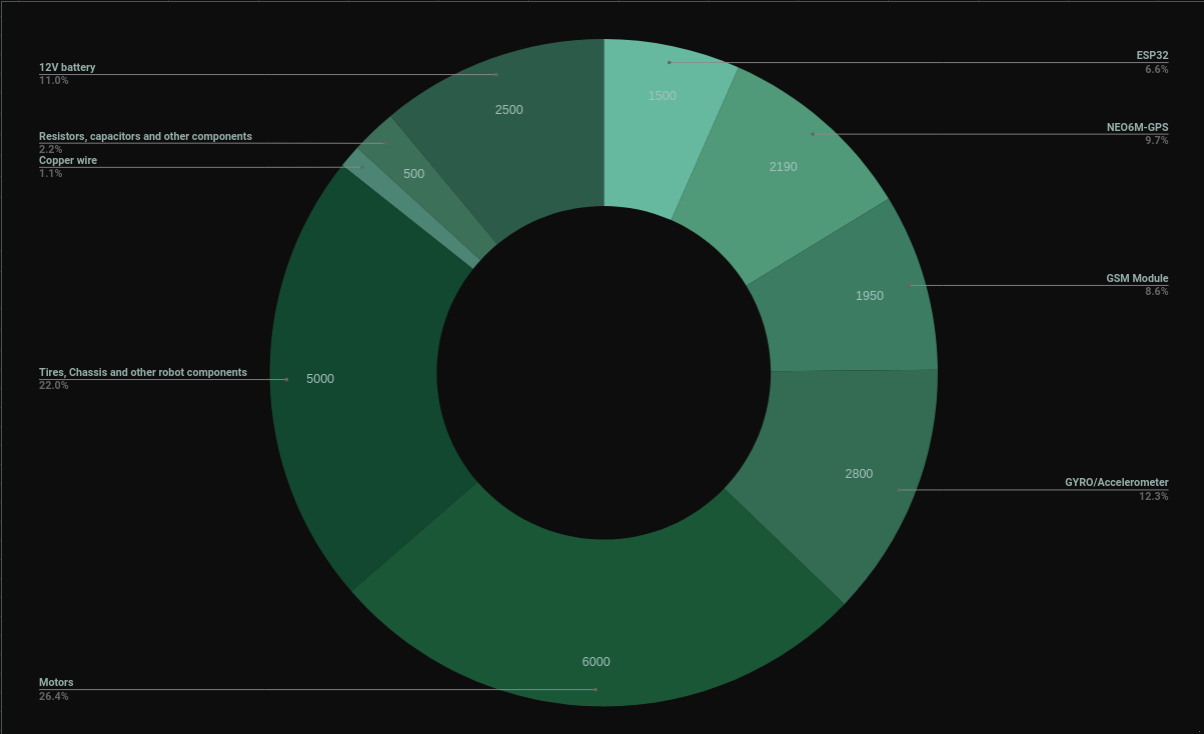 ESP32
6.6%
12V battery
11.0%
1500
2500
NEO6M-GPS
9.7%
Resistors, capacitors and other components
2.2%
Copper wire
1.1%
2190
500
GSM Module
8.6%
1950
Tires, Chassis and other robot components
22.0%
5000
2800
GYRO/Accelerometer
12.3%
6000
Motors
26.4%